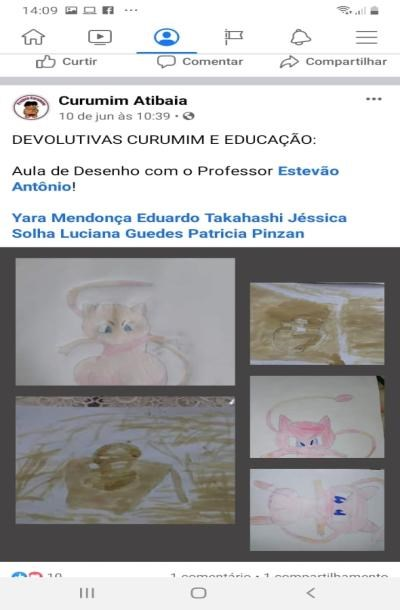 14:09
Curtir Comentar Compartilhar
Curumim Atibaia
10 de jun às 10:39 •
DEVOLUTIVAS CURUMIM E EDUCAÇÃO:
Aula de Desenho com o Professor Estevão
Antônio!
Yara Mendonça Eduardo Takahashi Jéssica
Solha Luciana Guedes Patricia Pinzan
1 comentário • 1 compartilhamento